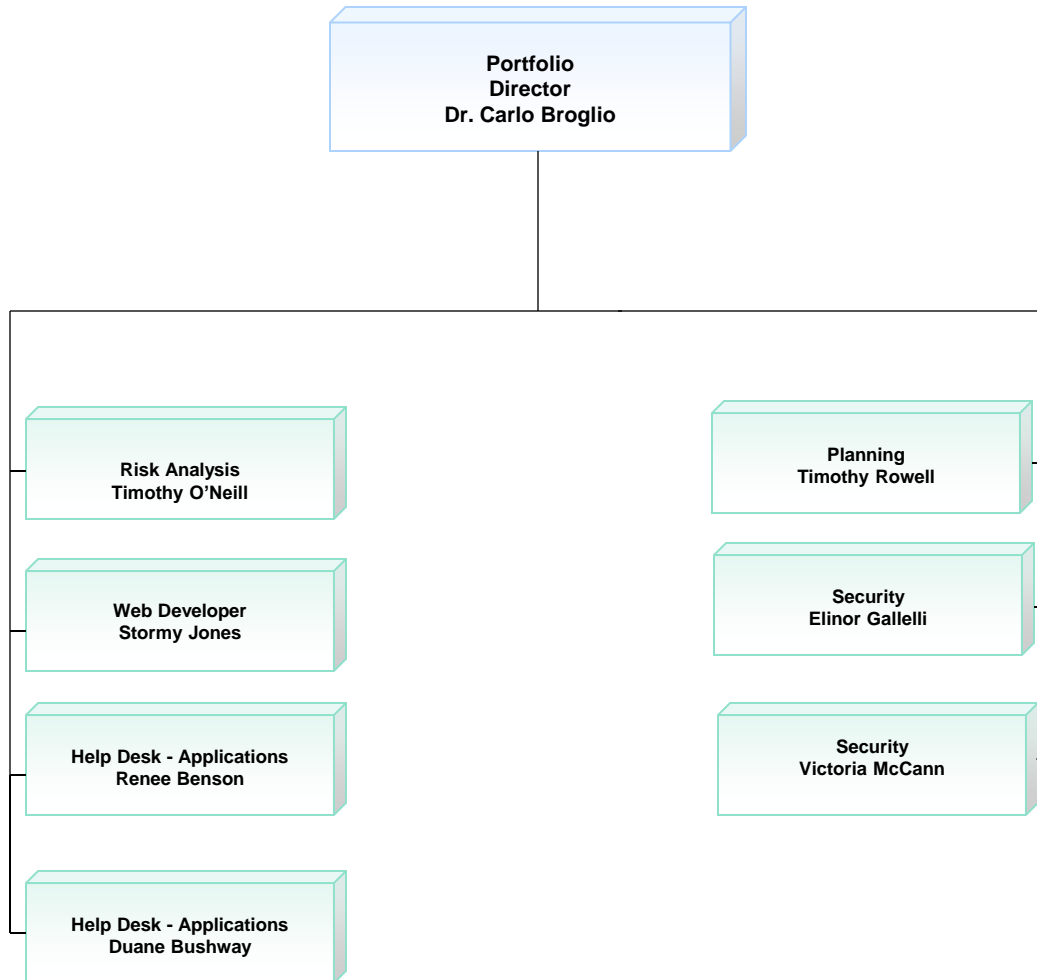 Portfolio
Director
Dr. Carlo Broglio
Risk Analysis
Timothy O’Neill
Web Developer
Stormy Jones
Help Desk - Applications
Renee Benson
Help Desk - Applications
Duane Bushway
Planning
Timothy Rowell
Security
Elinor Gallelli
Security
Victoria McCann